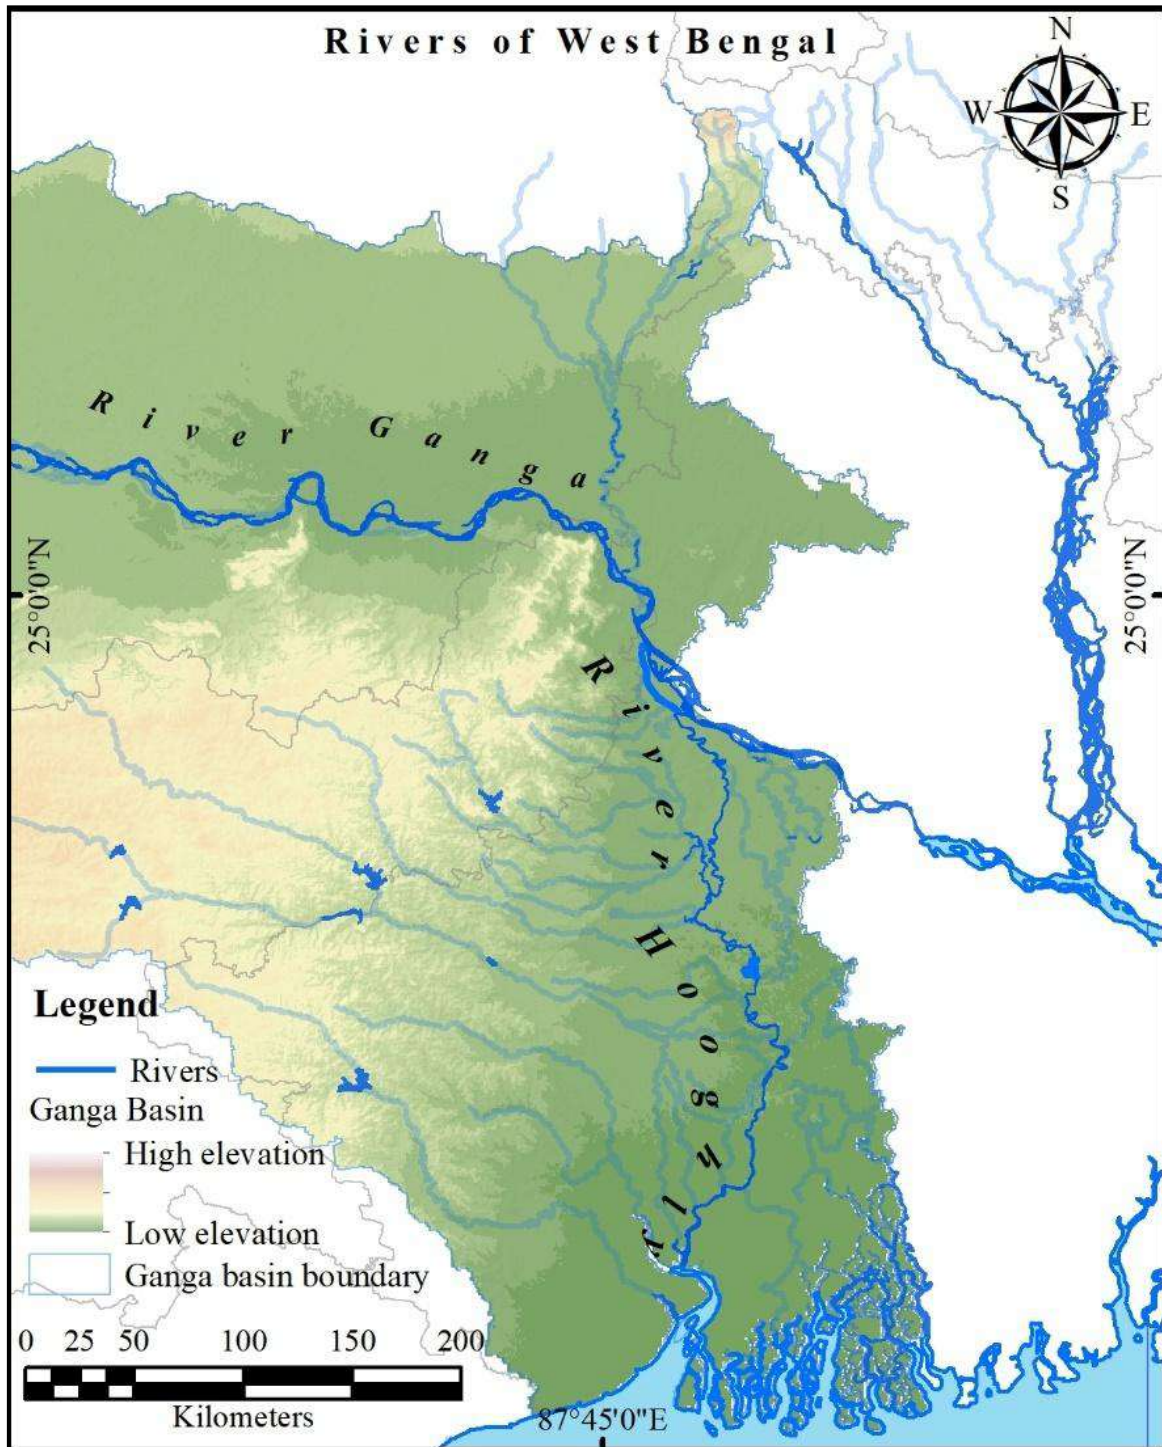 Rivers of West Bengal
N
W E
S
River Ganga
25°0'0"N
25°0'0"N
River Hooghly
Legend
Rivers
Ganga Basin
High elevation
Low elevation
Ganga basin boundary
0 25 50 100 150 200
Kilometers
87°45'0"E